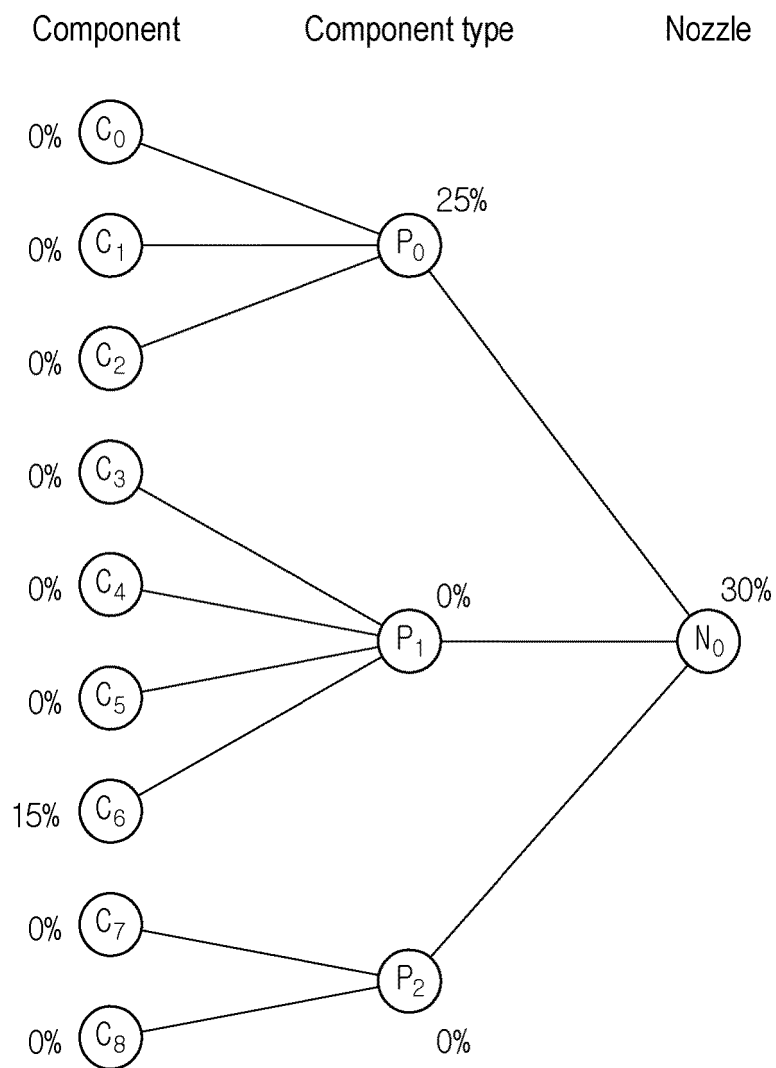 Component Component type Nozzle
0% C₀
25%
0% C₁ P₀
0% C₂
0% C₃
0% C₄ 0% 30%
P₁ N₀
0% C₅
15% C₆
0% C₇
P₂
0% C₈ 0%